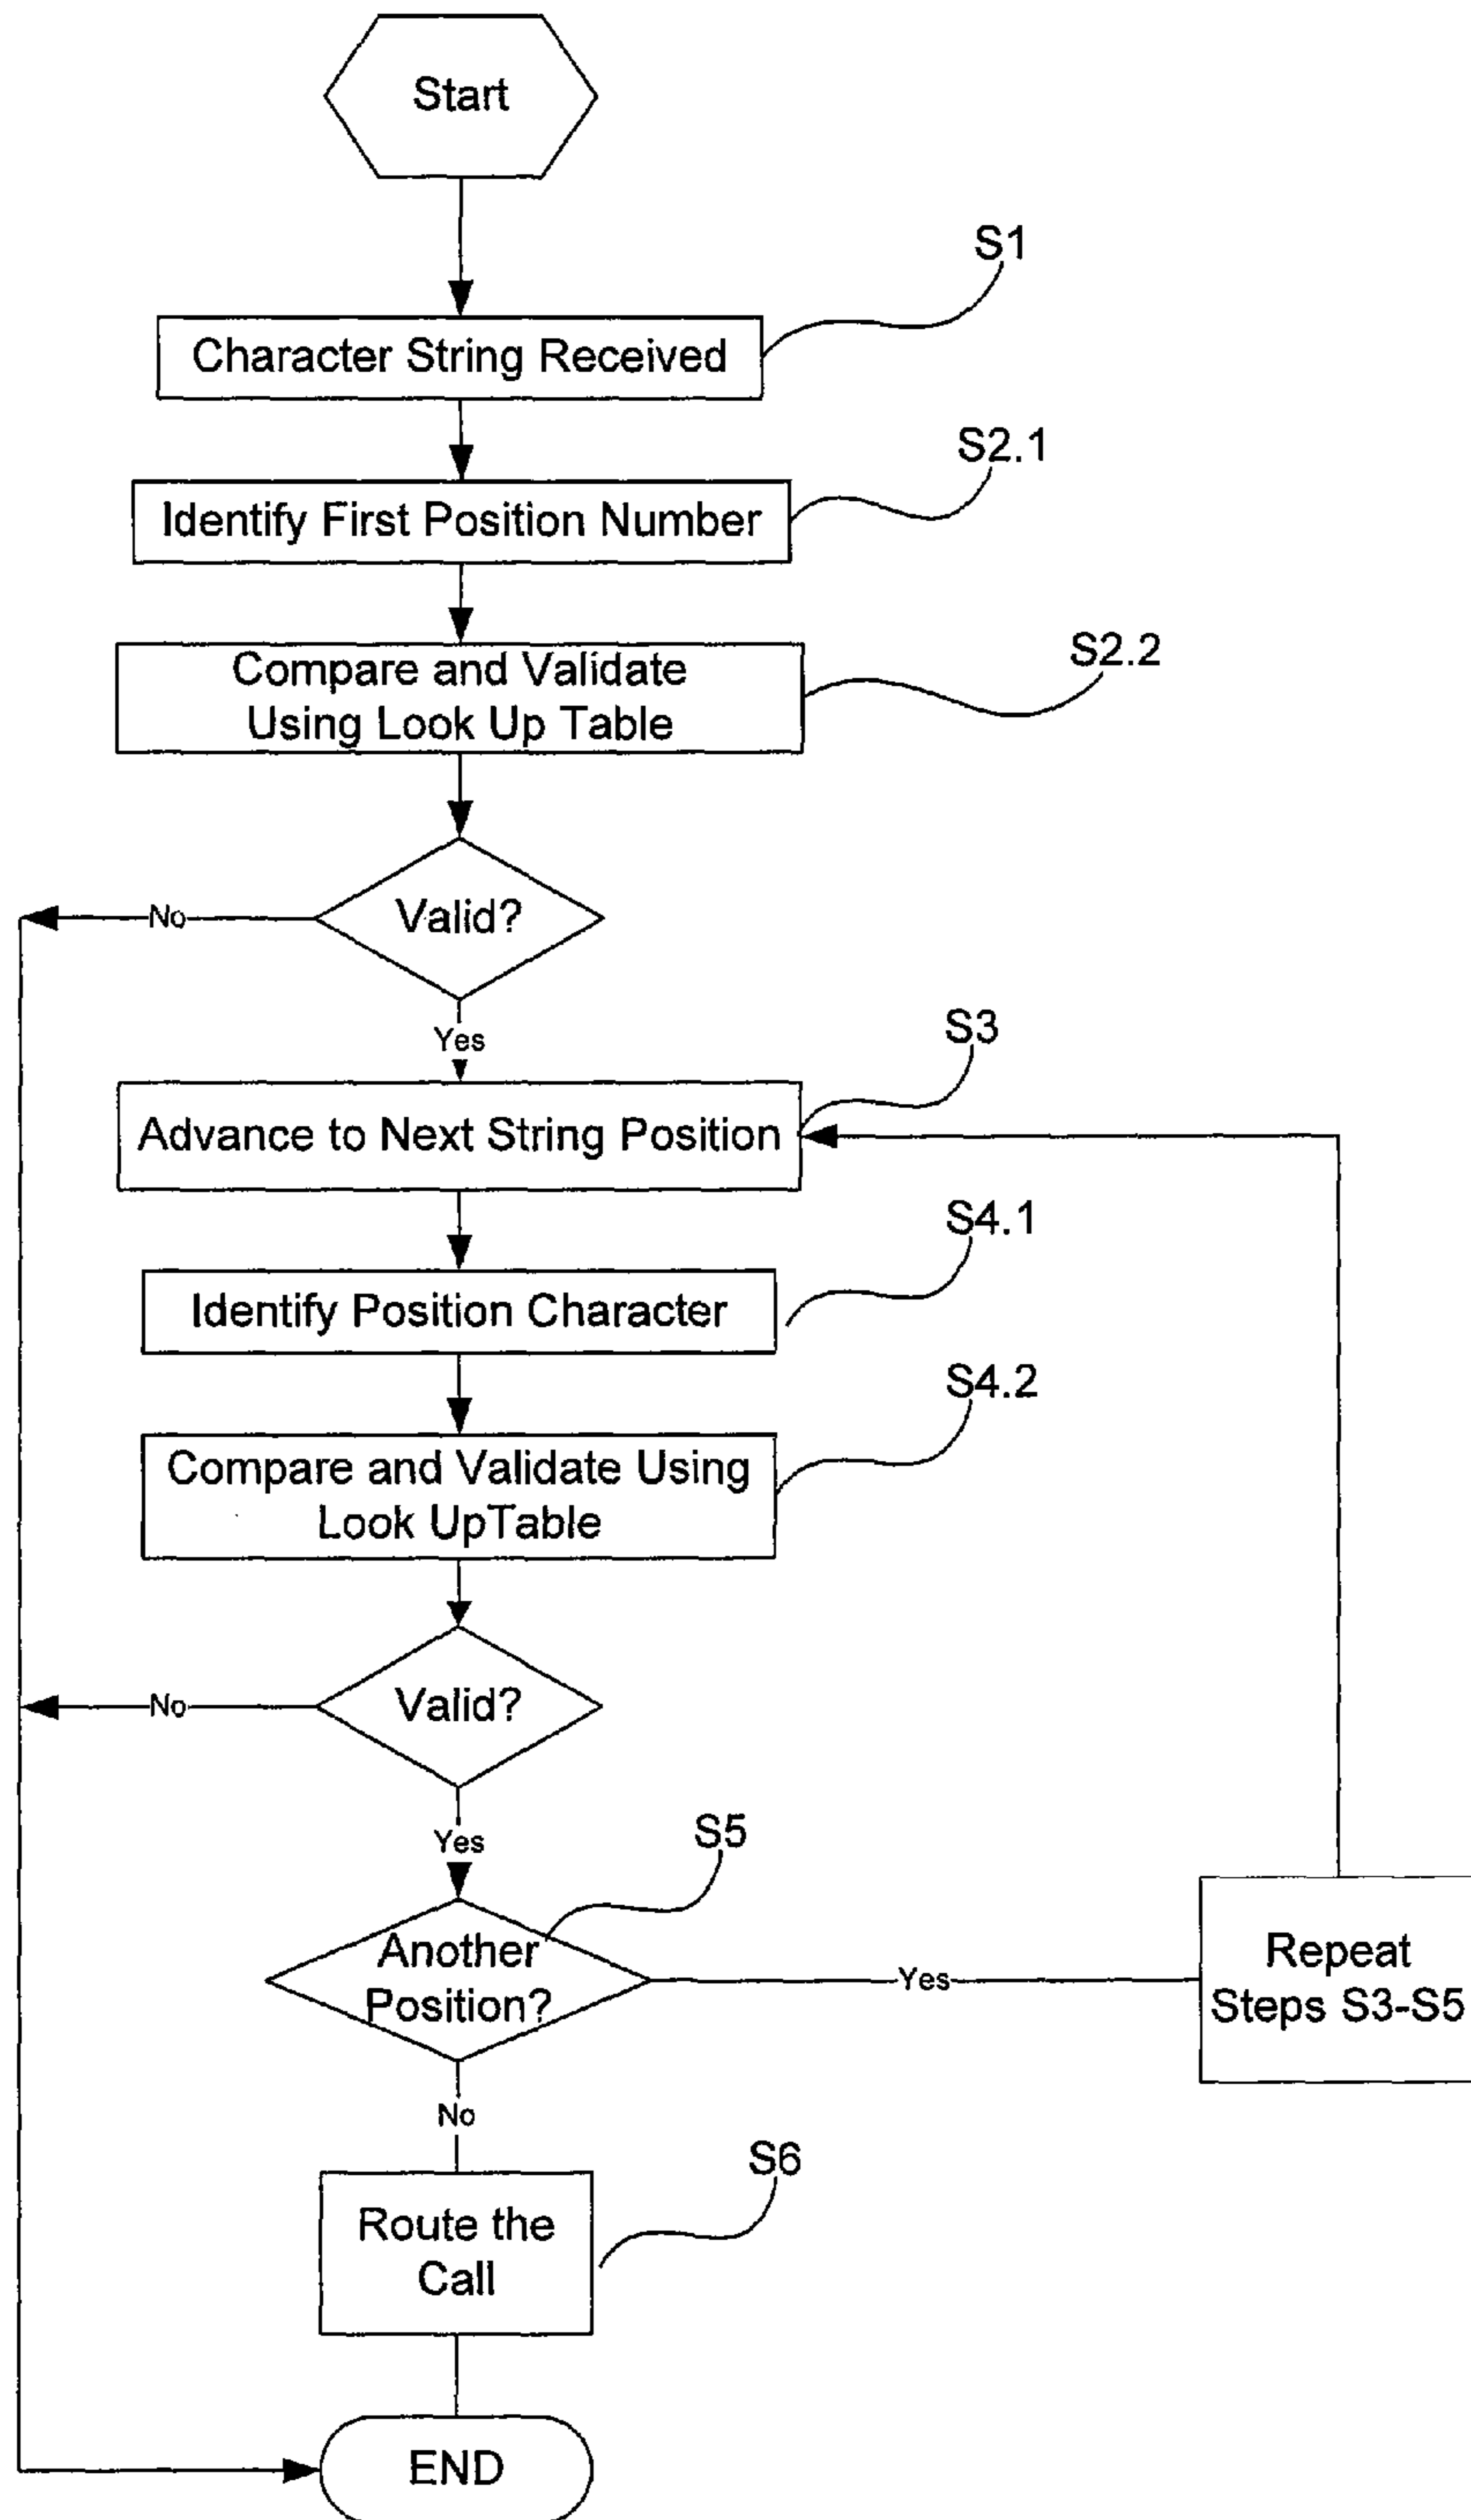 Start
S1
Character String Received
S2.1
Identify First Position Number
S2.2
Compare and Validate
Using Look Up Table
No
Valid?
Yes
S3
Advance to Next String Position
S4.1
Identify Position Character
S4.2
Compare and Validate Using
Look UpTable
No
Valid?
Yes
S5
Another
Position?
Yes
Repeat
Steps S3-S5
No
S6
Route the
Call
END